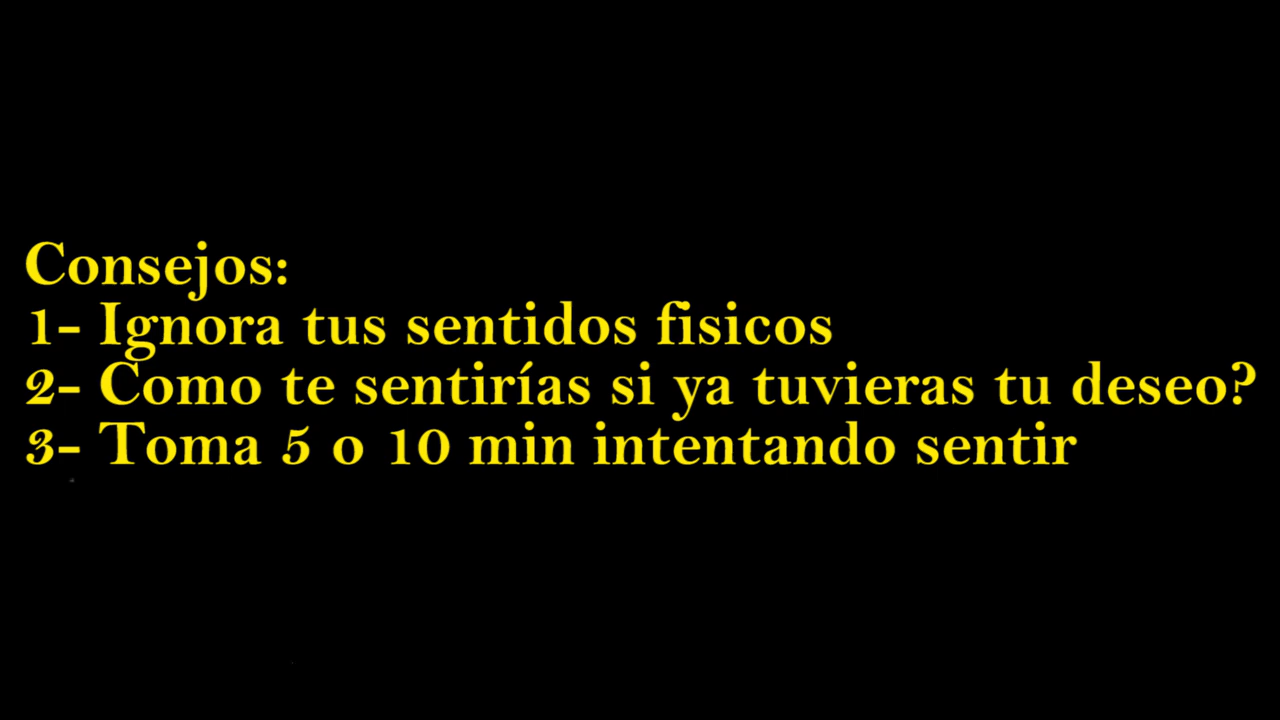 Consejos:
1- Ignora tus sentidos fisicos
2- Como te sentirías si ya tuvieras tu deseo?
3- Toma 5 o 10 min intentando sentir